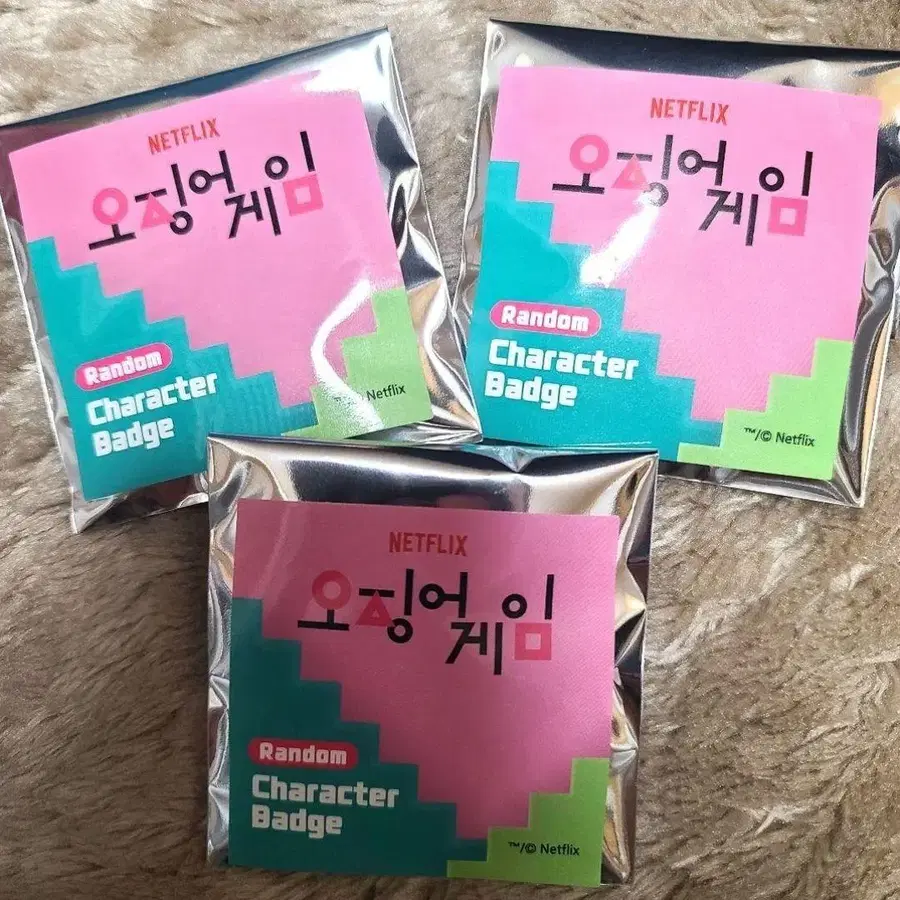 NETFLIX
오징어게임
Random
Character
Badge
™/© Netflix
NETFLIX
오징어게임
Random
Character
Badge
™/© Netflix
NETFLIX
오징어게임
Random
Character
Badge
™/© Netflix